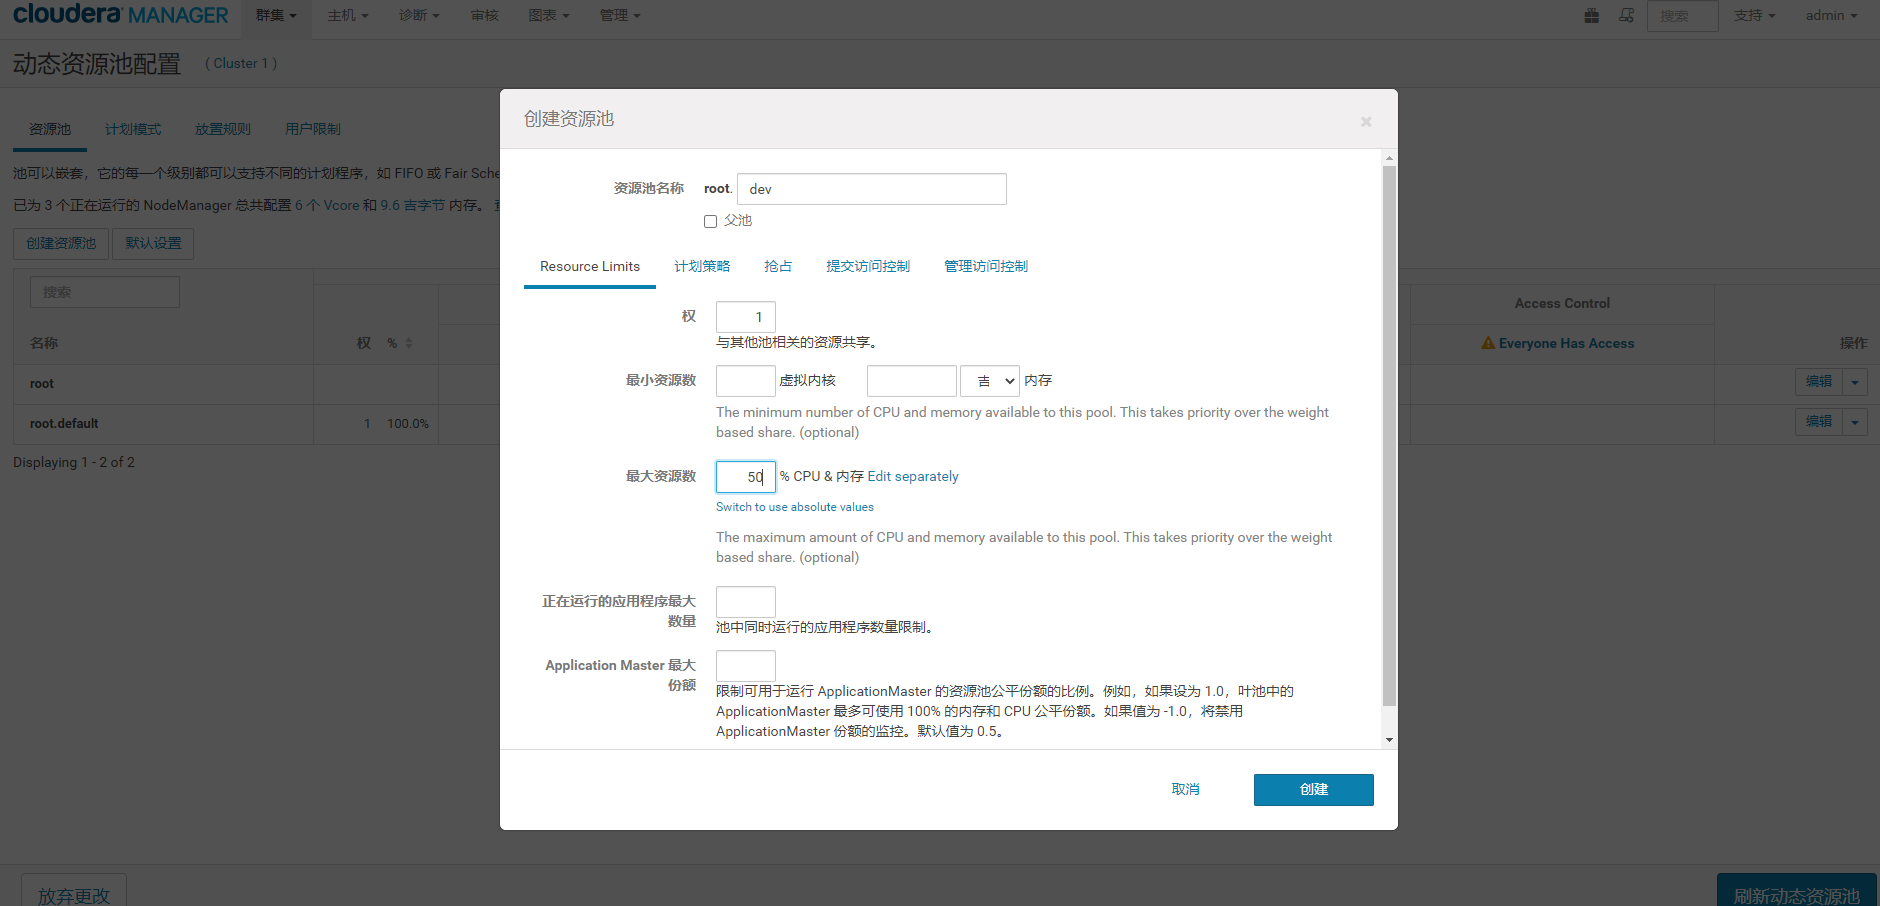 cloudera MANAGER 群集 主机 诊断 审核 图表 管理 搜索 支持 admin
动态资源池配置 ( Cluster 1 )
资源池 计划模式 放置规则 用户限制
池可以嵌套，它的每一个级别都可以支持不同的计划程序，如 FIFO 或 Fair Sche
已为 3 个正在运行的 NodeManager 总共配置 6 个 Vcore 和 9.6 吉字节 内存。
创建资源池 默认设置
搜索
名称 权 %
Access Control
Everyone Has Access 操作
root 编辑
root.default 1 100.0% 编辑
Displaying 1 - 2 of 2
创建资源池 ×
资源池名称 root. dev
父池
Resource Limits 计划策略 抢占 提交访问控制 管理访问控制
权 1
与其他池相关的资源共享。
最小资源数 虚拟内核 吉 内存
The minimum number of CPU and memory available to this pool. This takes priority over the weight
based share. (optional)
最大资源数 50 % CPU & 内存 Edit separately
Switch to use absolute values
The maximum amount of CPU and memory available to this pool. This takes priority over the weight
based share. (optional)
正在运行的应用程序最大
数量
池中同时运行的应用程序数量限制。
Application Master 最大
份额
限制可用于运行 ApplicationMaster 的资源池公平份额的比例。例如，如果设为 1.0，叶池中的
ApplicationMaster 最多可使用 100% 的内存和 CPU 公平份额。如果值为 -1.0，将禁用
ApplicationMaster 份额的监控。默认值为 0.5。
取消 创建
放弃更改 刷新动态资源池